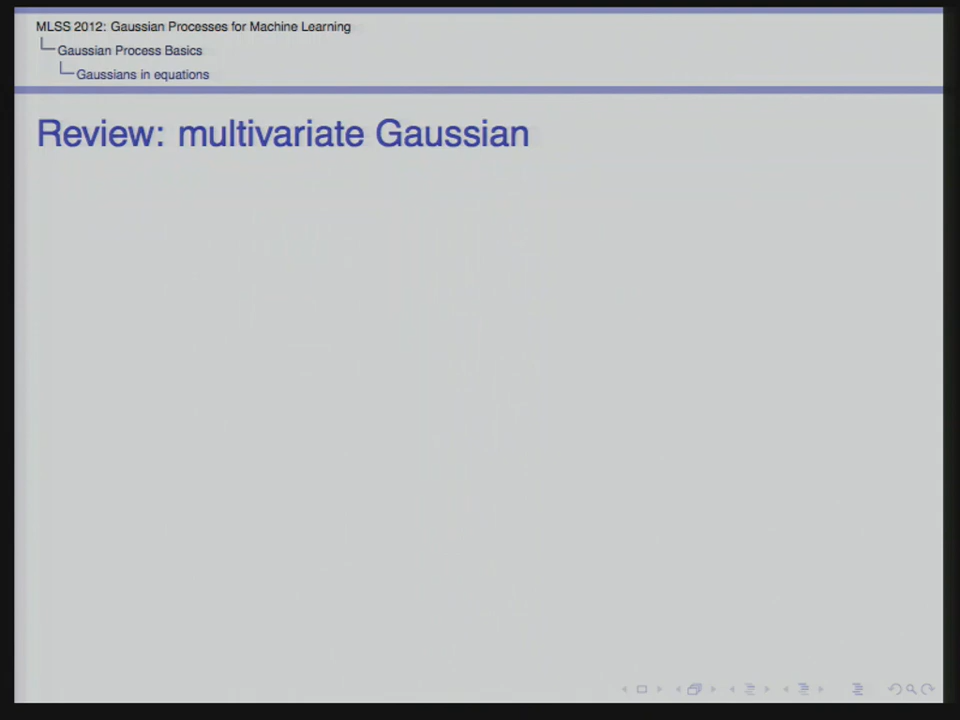 MLSS 2012: Gaussian Processes for Machine Learning
Gaussian Process Basics
Gaussians in equations
Review: multivariate Gaussian